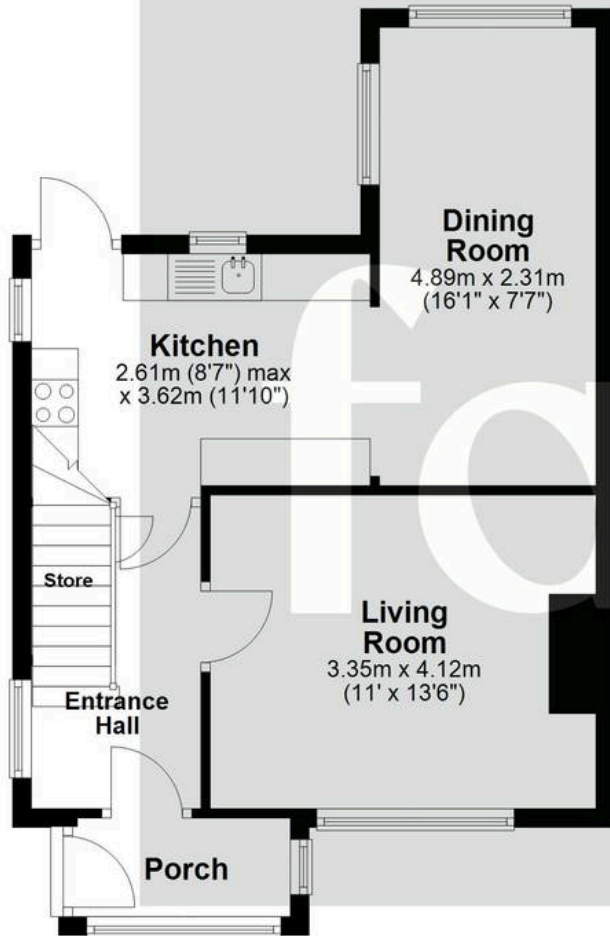 Dining
Room
4.89m x 2.31m
(16'1" x 7'7")
Kitchen
2.61m (8'7") max
x 3.62m (11'10")
Store
Living
Room
3.35m x 4.12m
(11' x 13'6")
Entrance
Hall
Porch